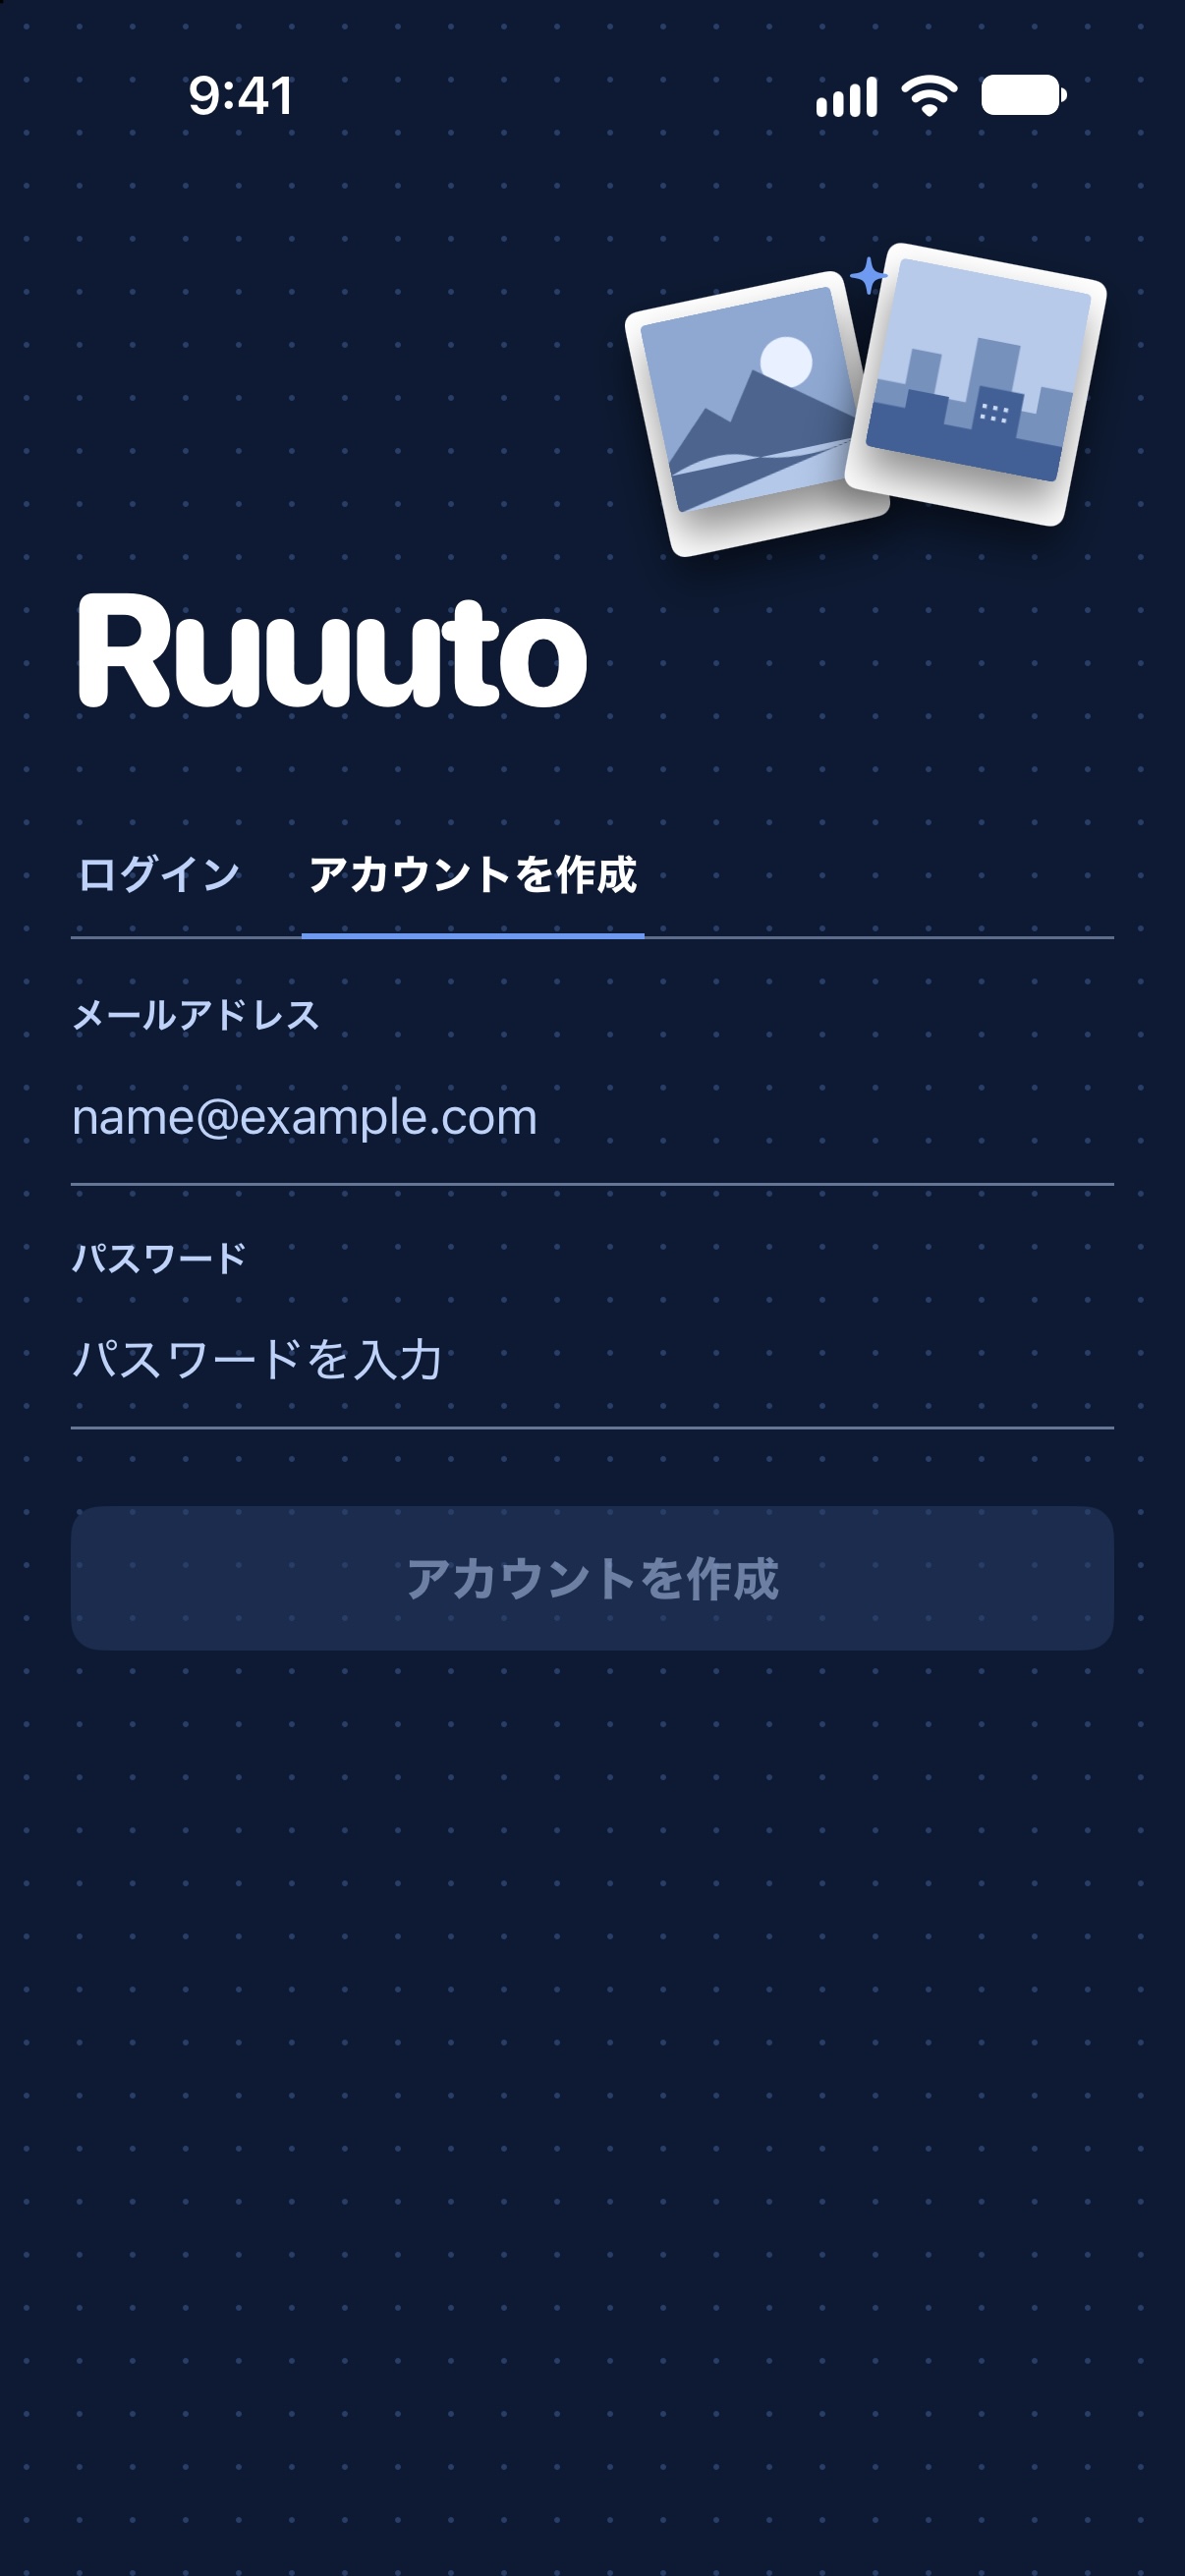 9:41
Ruuuto
ログイン アカウントを作成
メールアドレス
name@example.com
パスワード
パスワードを入力
アカウントを作成